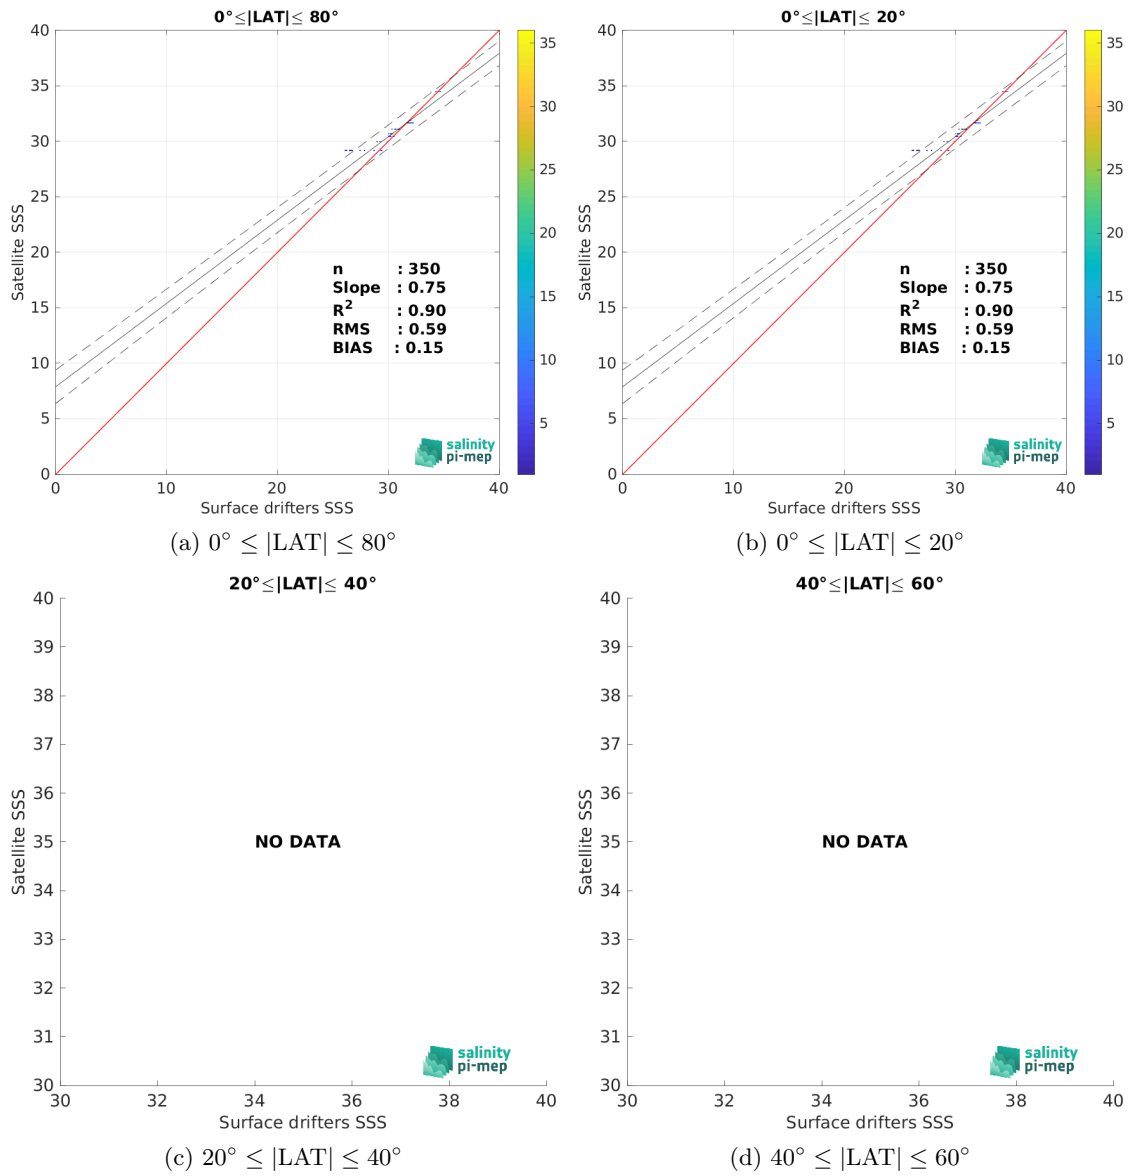 0°≤|LAT|≤ 80°
40
35
30
25
20
15
10
5
0
Satellite SSS
n : 350
Slope : 0.75
R² : 0.90
RMS : 0.59
BIAS : 0.15
salinity
pi-mep
0 10 20 30 40
Surface drifters SSS
35
30
25
20
15
10
5
(a) 0° ≤ |LAT| ≤ 80°
0°≤|LAT|≤ 20°
40
35
30
25
20
15
10
5
0
Satellite SSS
n : 350
Slope : 0.75
R² : 0.90
RMS : 0.59
BIAS : 0.15
salinity
pi-mep
0 10 20 30 40
Surface drifters SSS
35
30
25
20
15
10
5
(b) 0° ≤ |LAT| ≤ 20°
20°≤|LAT|≤ 40°
40
39
38
37
36
35
34
33
32
31
30
Satellite SSS
NO DATA
salinity
pi-mep
30 32 34 36 38 40
Surface drifters SSS
(c) 20° ≤ |LAT| ≤ 40°
40°≤|LAT|≤ 60°
40
39
38
37
36
35
34
33
32
31
30
Satellite SSS
NO DATA
salinity
pi-mep
30 32 34 36 38 40
Surface drifters SSS
(d) 40° ≤ |LAT| ≤ 60°